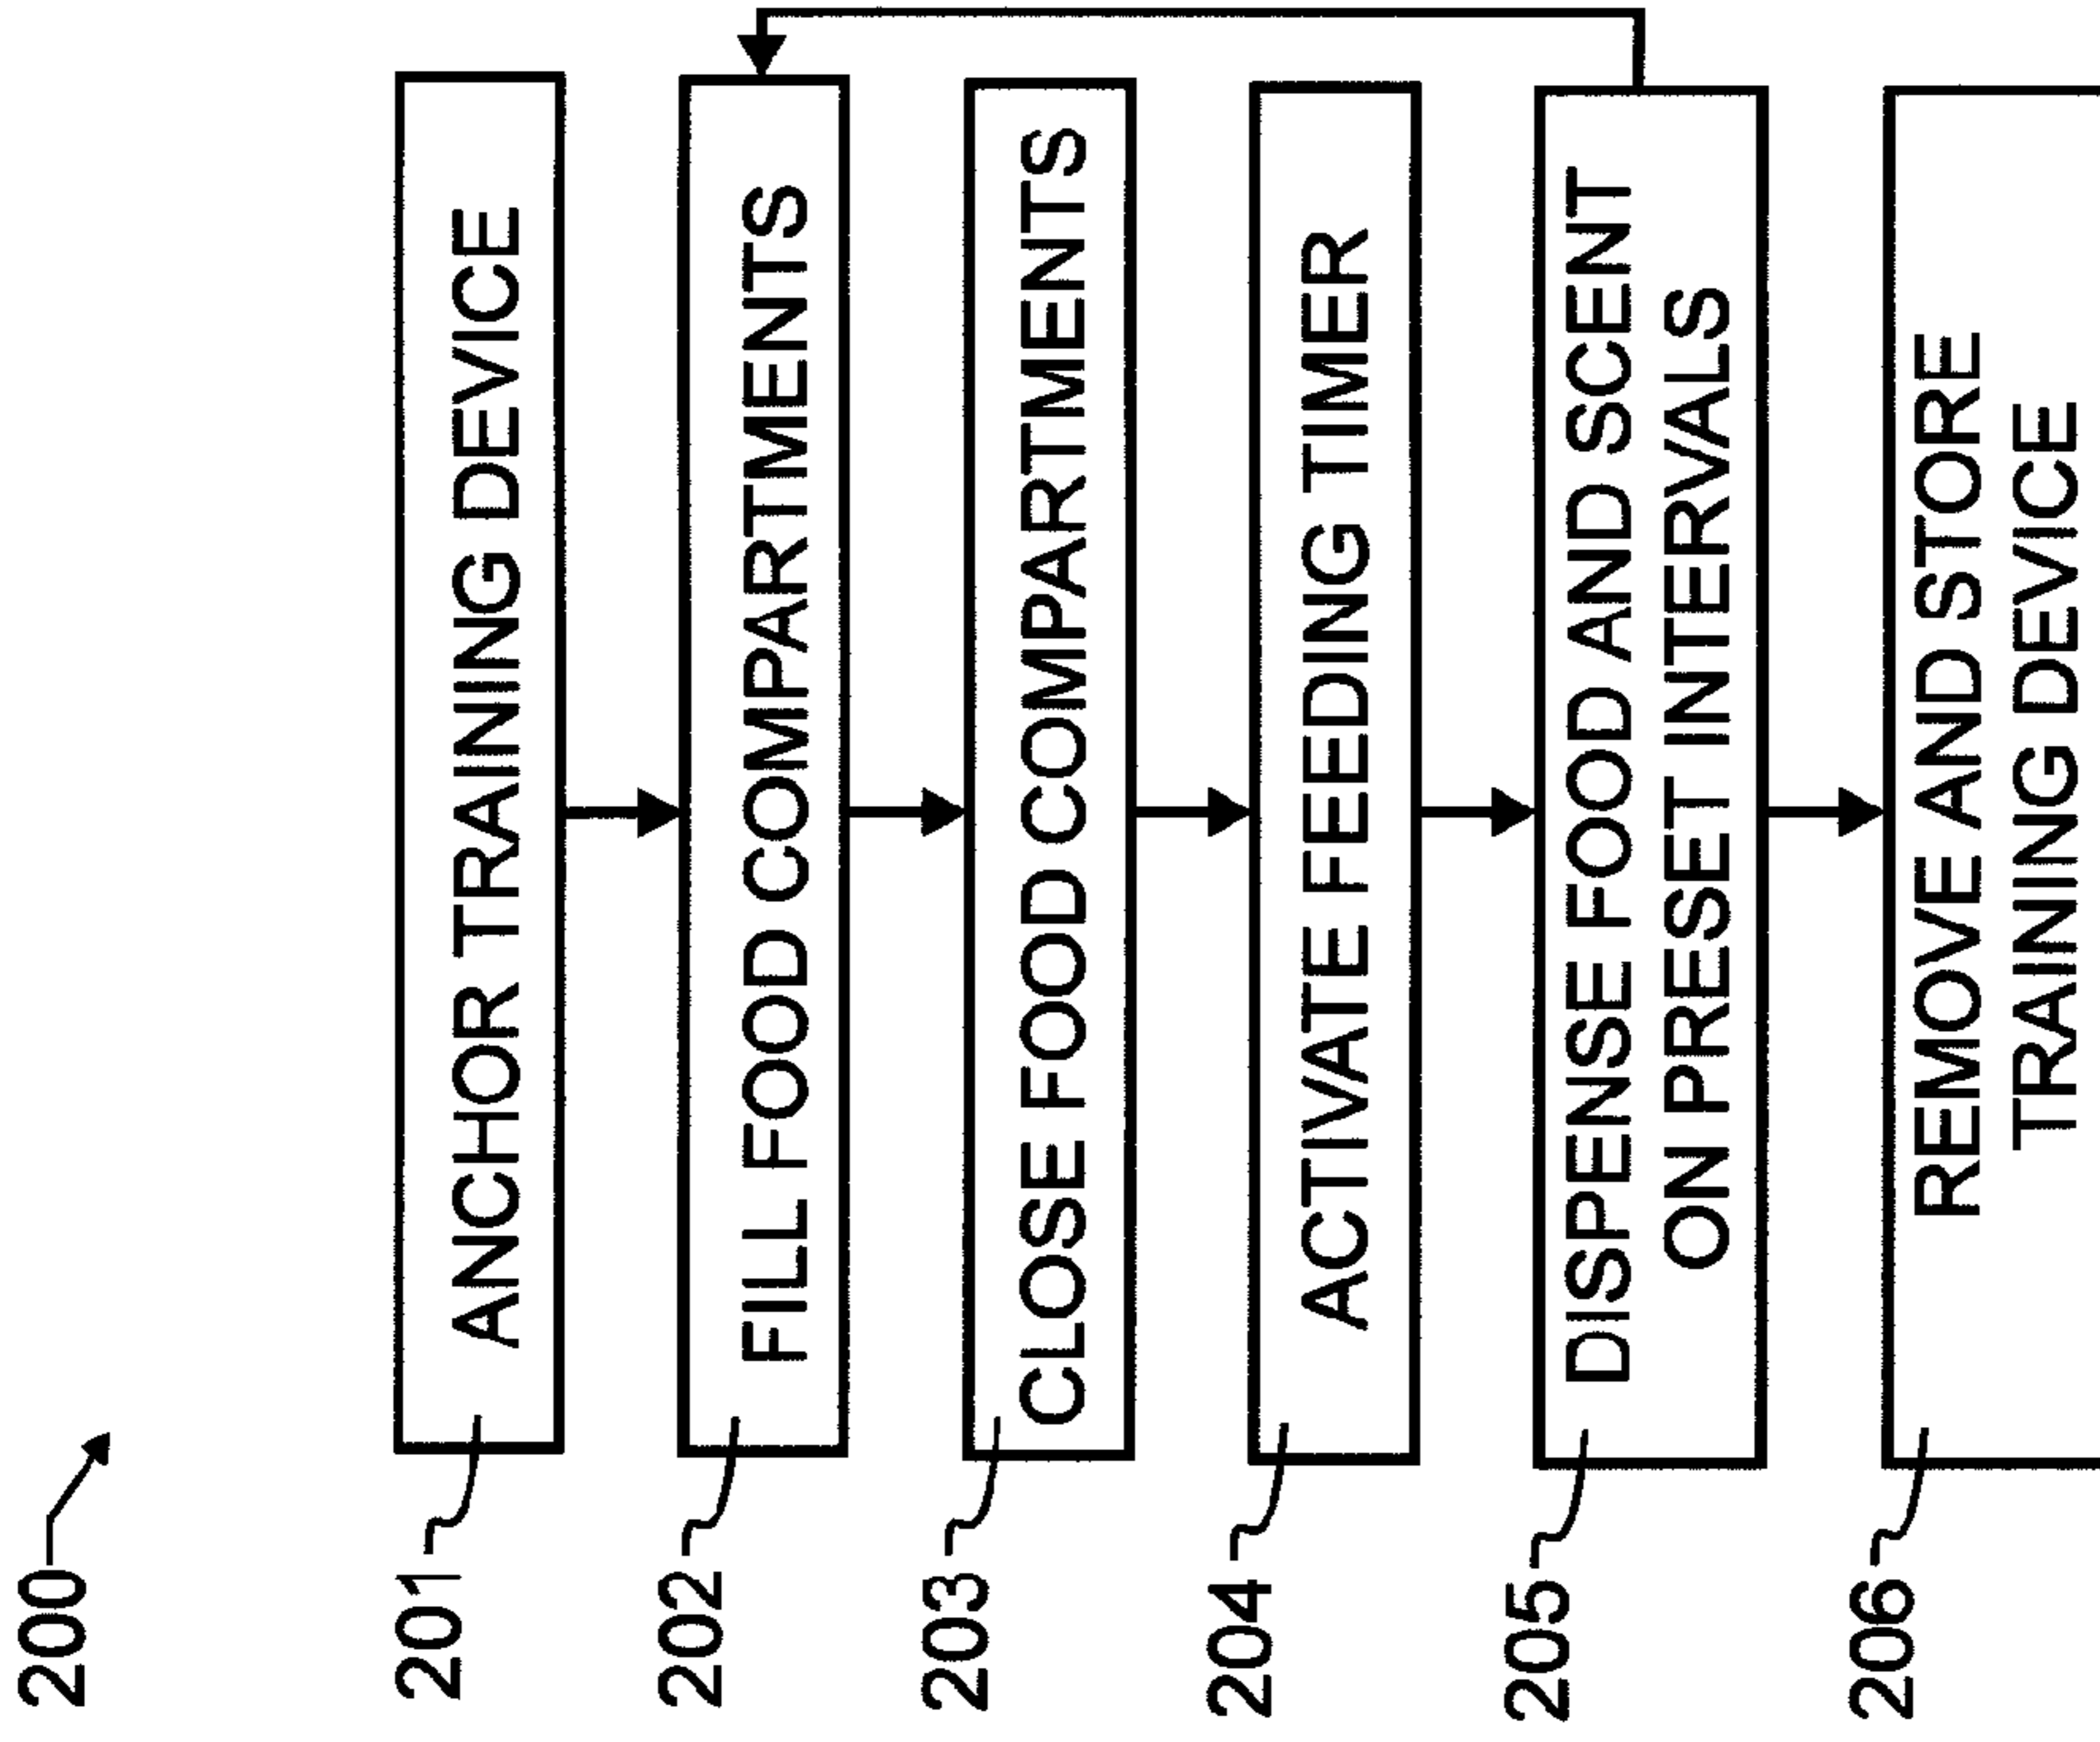 200
201
ANCHOR TRAINING DEVICE
202
FILL FOOD COMPARTMENTS
203
CLOSE FOOD COMPARTMENTS
204
ACTIVATE FEEDING TIMER
205
DISPENSE FOOD AND SCENT
ON PRESET INTERVALS
206
REMOVE AND STORE
TRAINING DEVICE